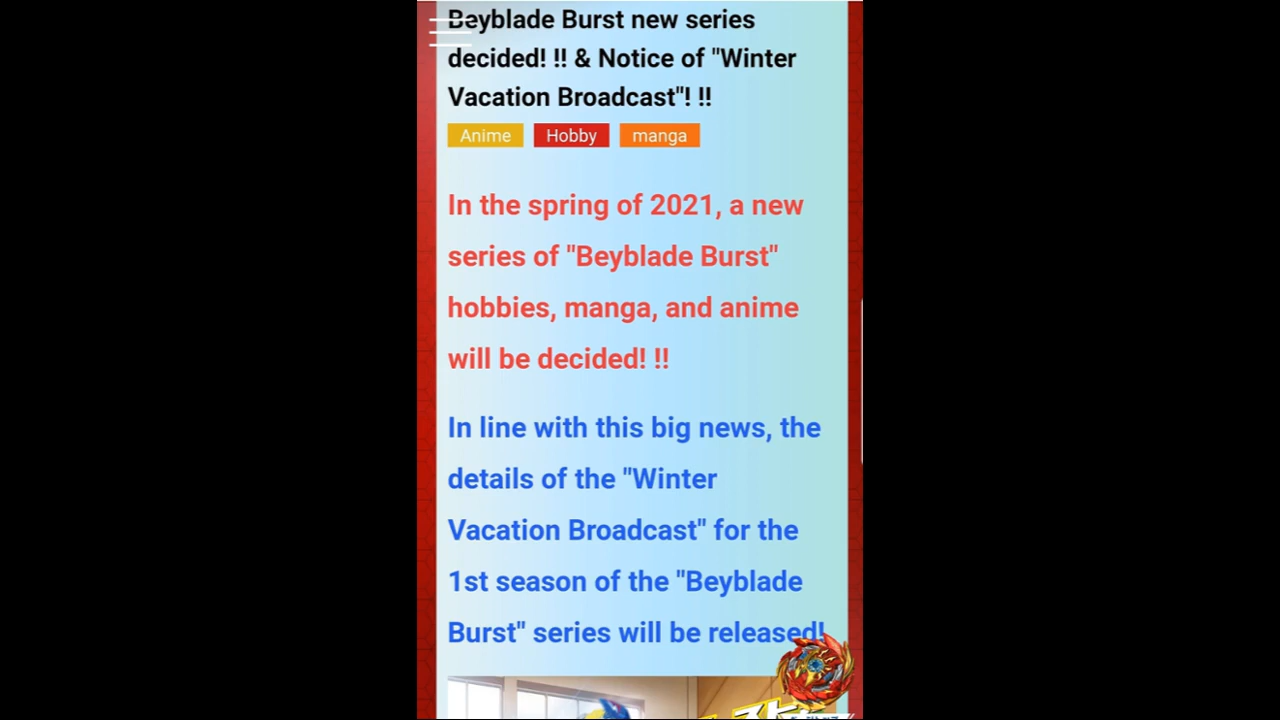 Beyblade Burst new series
decided! !! & Notice of "Winter
Vacation Broadcast"! !!
Anime Hobby manga
In the spring of 2021, a new
series of "Beyblade Burst"
hobbies, manga, and anime
will be decided! !!
In line with this big news, the
details of the "Winter
Vacation Broadcast" for the
1st season of the "Beyblade
Burst" series will be released!